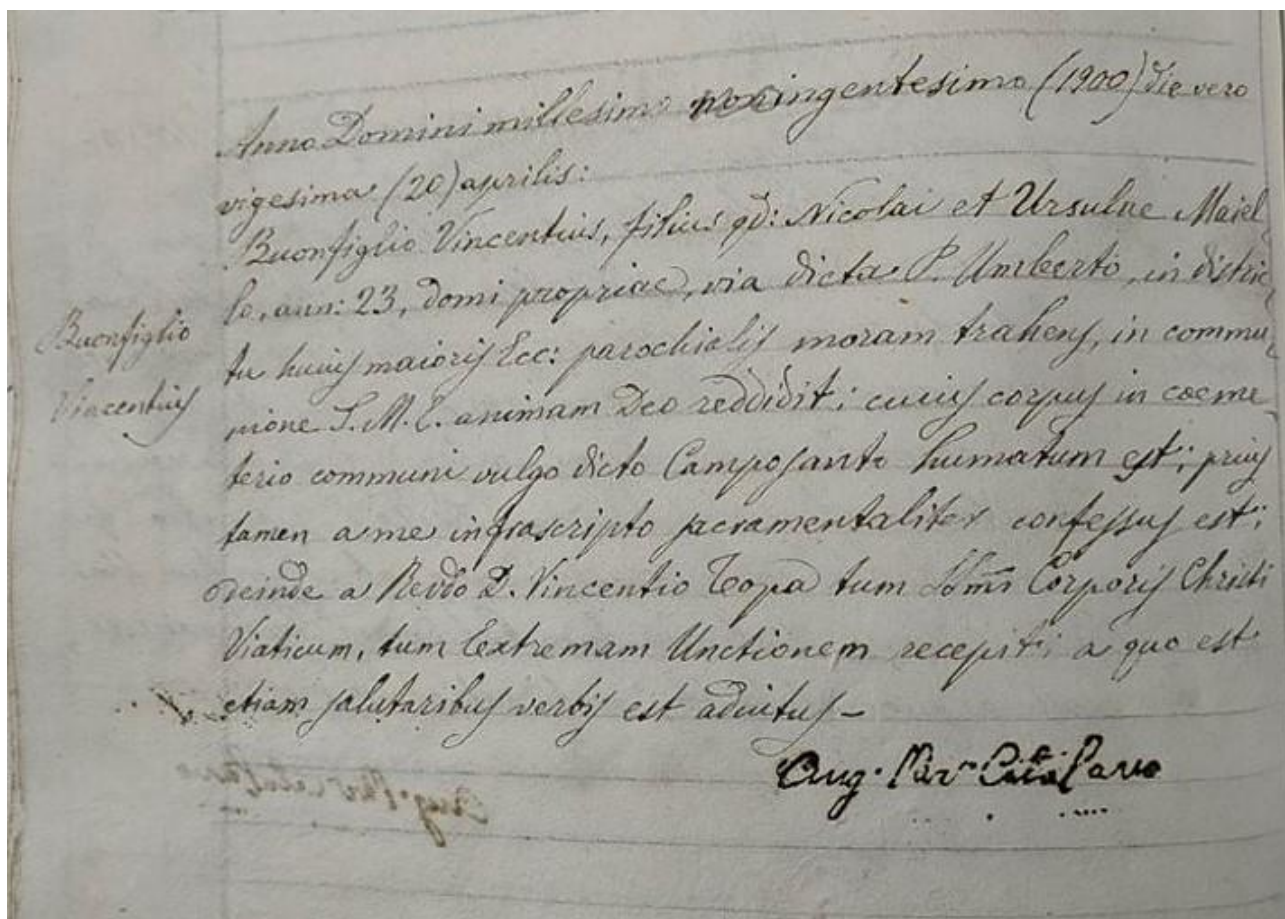 Anno Domini millesimo noningentesimo (1900) die vero
vigesima (20) aprilis:
Buonfiglio Vincentius, filius qd: Nicolai et Ursulae Maiel
lo, ann: 23, domi propriae, via dicta P. Umberto, in distric
Buonfiglio
Vincentius
tu huius maioris Ecc: parochialis moram trahens, in commu
nione S. M. E. animam Deo reddidit; cuius corpus in coeme
terio communi vulgo dicto Camposanto humatum est; prius
tamen a me infrascripto sacramentaliter confessus est;
deinde a Revdo D. Vincentio Topa tum Corporis Christi
Viaticum, tum Extremam Unctionem recepit; a quo est
etiam salutaribus verbis est adiutus –
Aug.